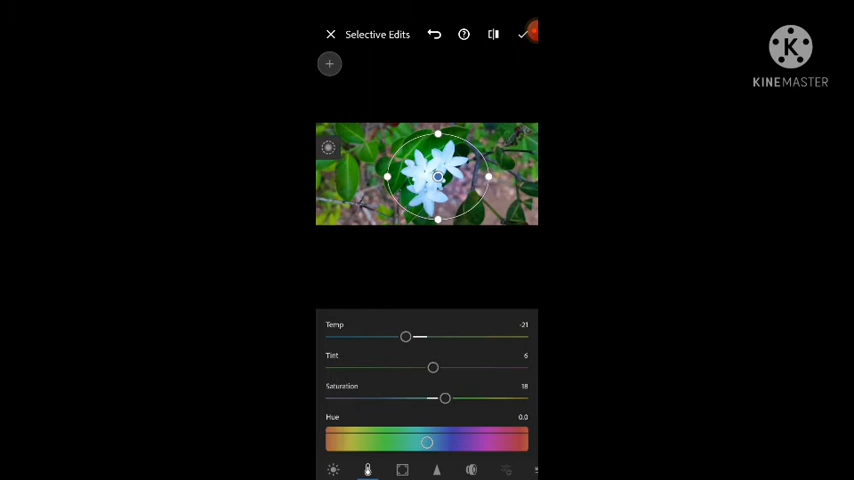 Selective Edits
KINEMASTER
Temp -21
Tint 6
Saturation 18
Hue 0.0